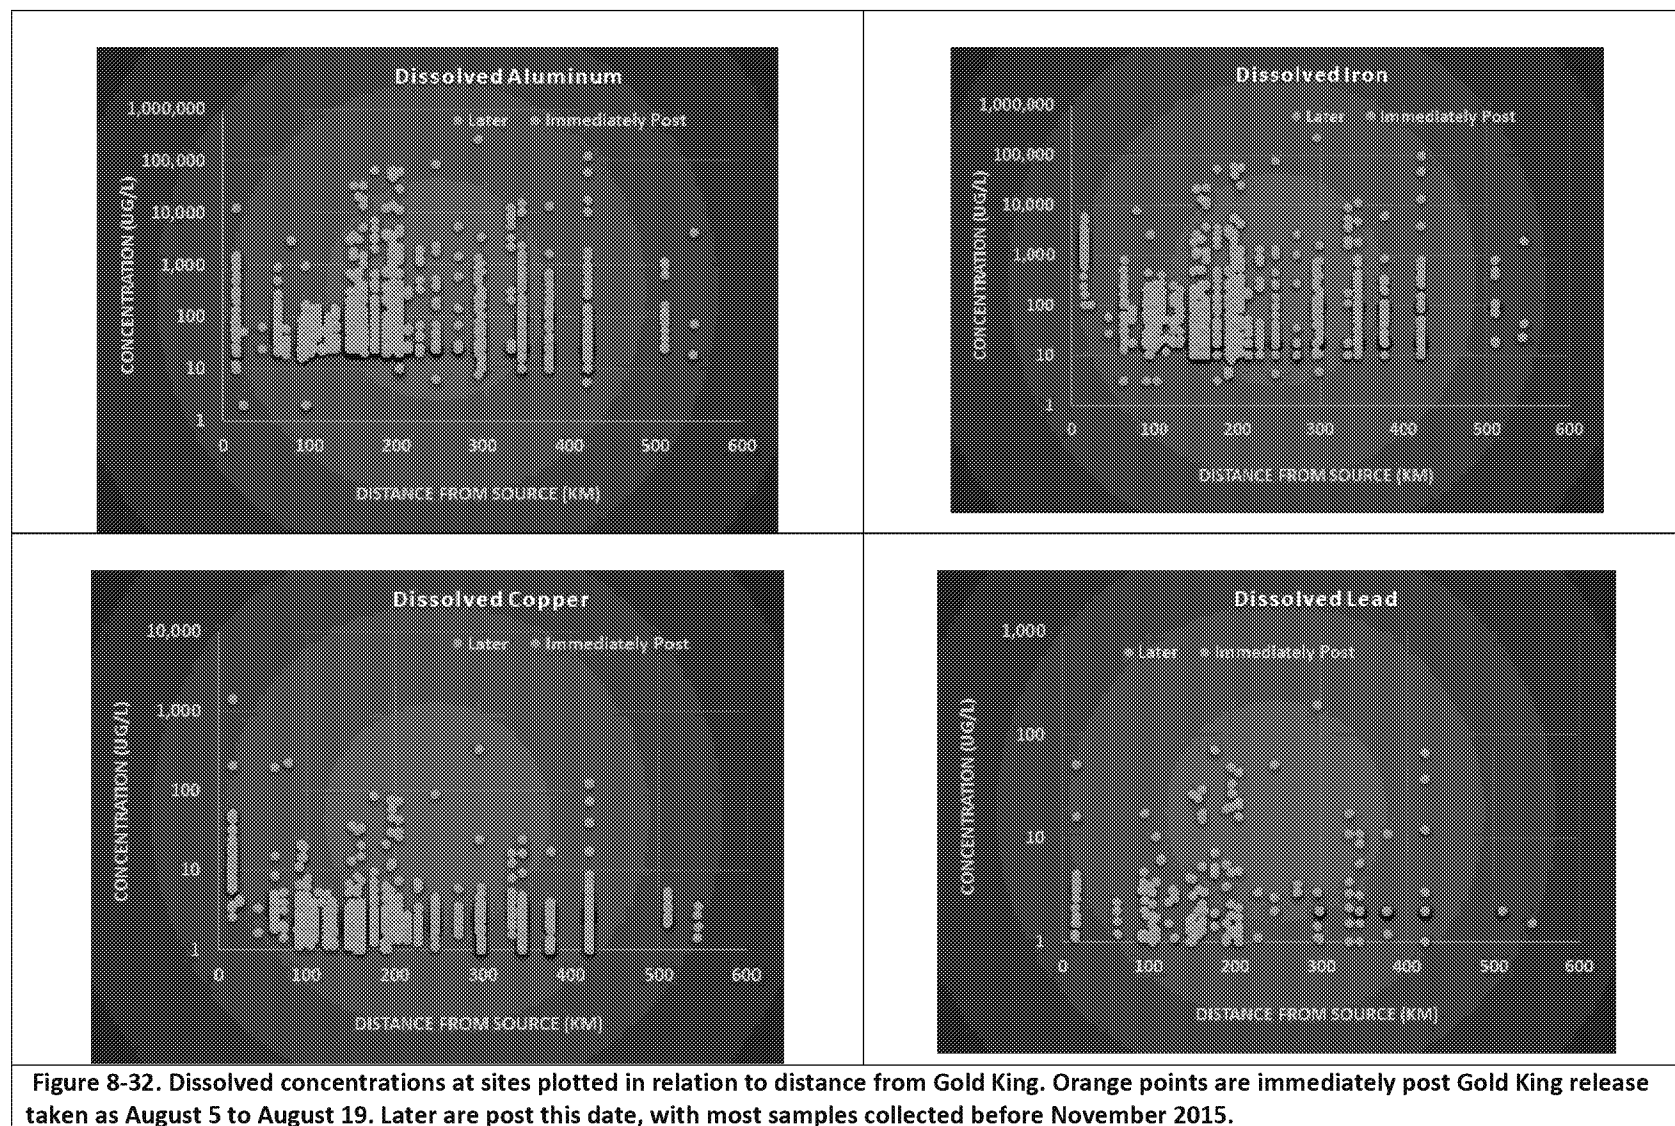 Dissolved Aluminum
Later Immediately Post
1,000,000
100,000
10,000
1,000
100
10
1
CONCENTRATION (UG/L)
0 100 200 300 400 500 600
DISTANCE FROM SOURCE (KM)
Dissolved Iron
Later Immediately Post
1,000,000
100,000
10,000
1,000
100
10
1
CONCENTRATION (UG/L)
0 100 200 300 400 500 600
DISTANCE FROM SOURCE (KM)
Dissolved Copper
Later Immediately Post
10,000
1,000
100
10
1
CONCENTRATION (UG/L)
0 100 200 300 400 500 600
DISTANCE FROM SOURCE (KM)
Dissolved Lead
Later Immediately Post
1,000
100
10
1
CONCENTRATION (UG/L)
0 100 200 300 400 500 600
DISTANCE FROM SOURCE (KM)
Figure 8-32. Dissolved concentrations at sites plotted in relation to distance from Gold King. Orange points are immediately post Gold King release
taken as August 5 to August 19. Later are post this date, with most samples collected before November 2015.